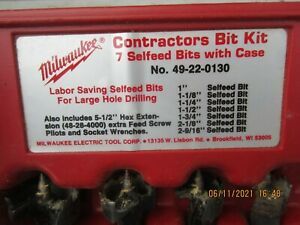 Milwaukee
Contractors Bit Kit
7 Selfeed Bits with Case
No. 49-22-0130
Labor Saving Selfeed Bits
For Large Hole Drilling
Also includes 5-1/2" Hex Exten-
sion (48-28-4000) extra Feed Screw
Pilots and Socket Wrenches.
1" Selfeed Bit
1-1/8" Selfeed Bit
1-1/4" Selfeed Bit
1-1/2" Selfeed Bit
1-3/4" Selfeed Bit
2-1/8" Selfeed Bit
2-9/16" Selfeed Bit
MILWAUKEE ELECTRIC TOOL CORP. • 13135 W. Lisbon Rd. • Brookfield, WI 53005
06/11/2021 16:46